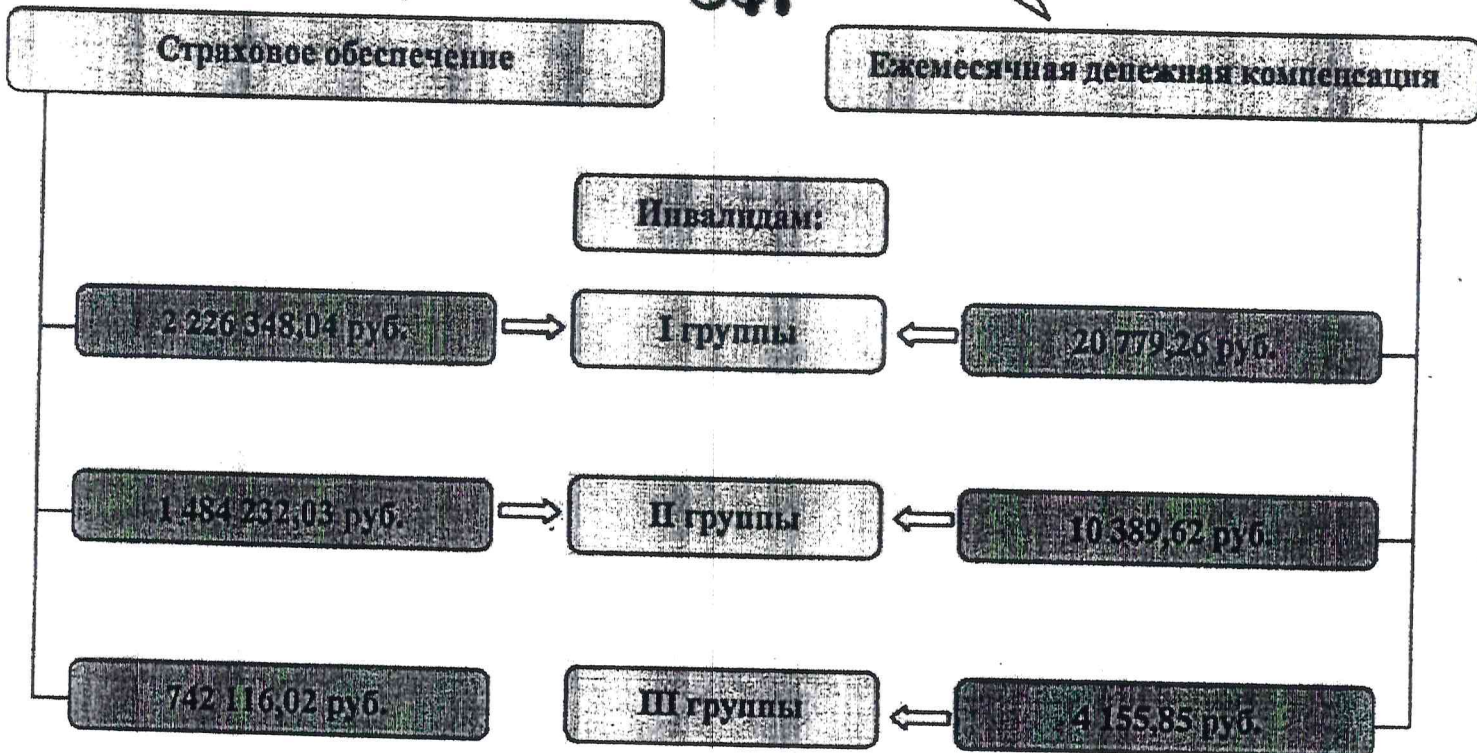 Страховое обеспечение
Ежемесячная денежная компенсация
Инвалидам:
2 226 348,04 руб.
I группы
20 779,26 руб.
1 484 232,03 руб.
II группы
10 389,62 руб.
742 116,02 руб.
III группы
4 155,85 руб.